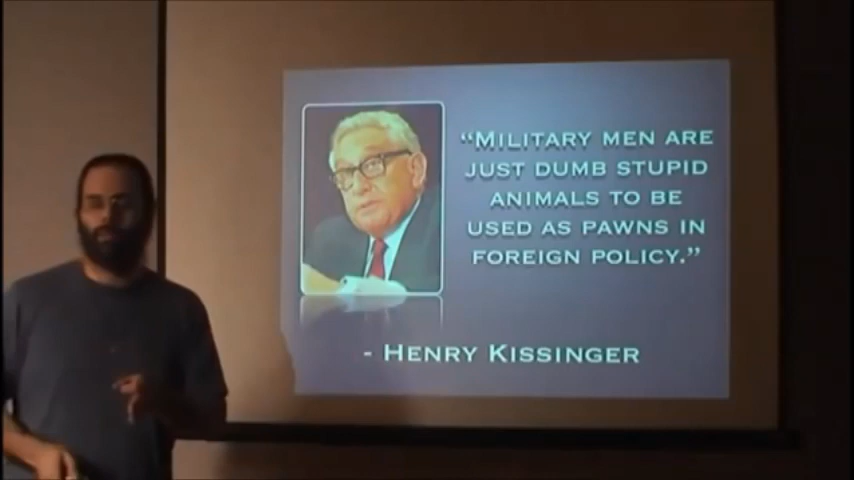 “Military men are
just dumb stupid
animals to be
used as pawns in
foreign policy.”
- Henry Kissinger